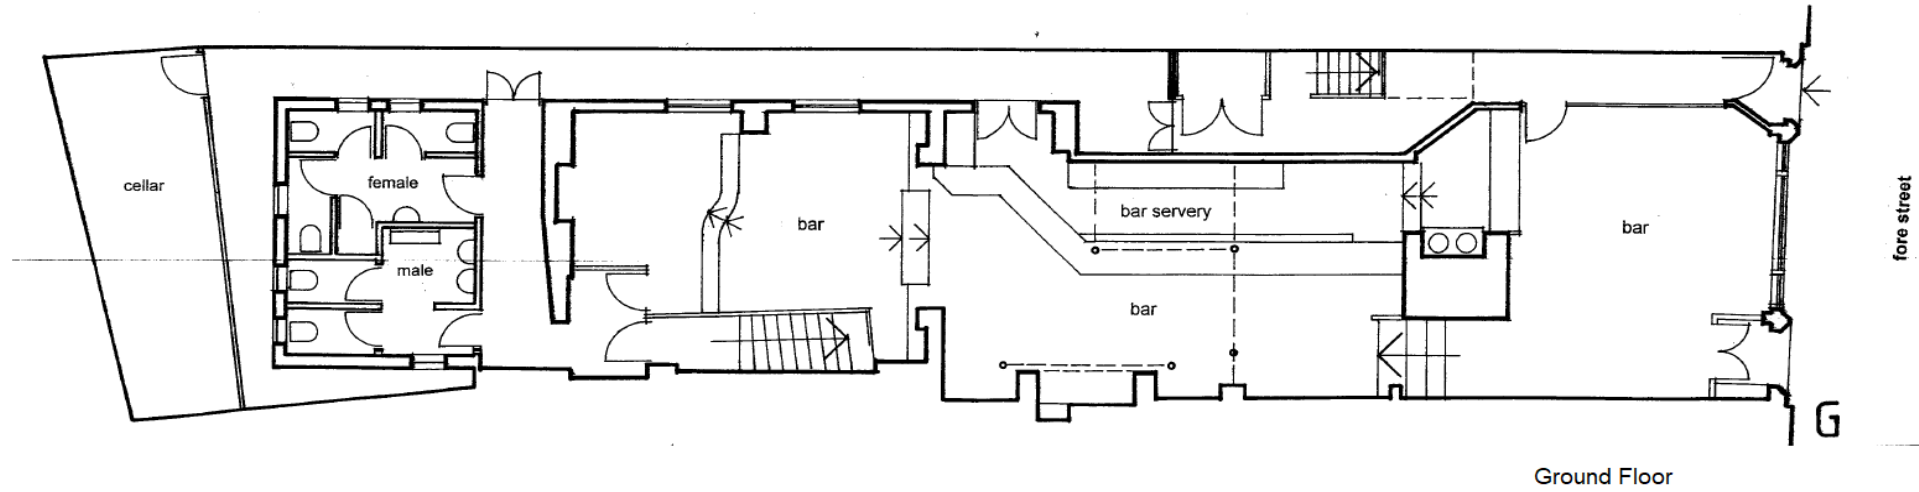 cellar
female
male
bar
bar servery
bar
bar
fore street
G
Ground Floor